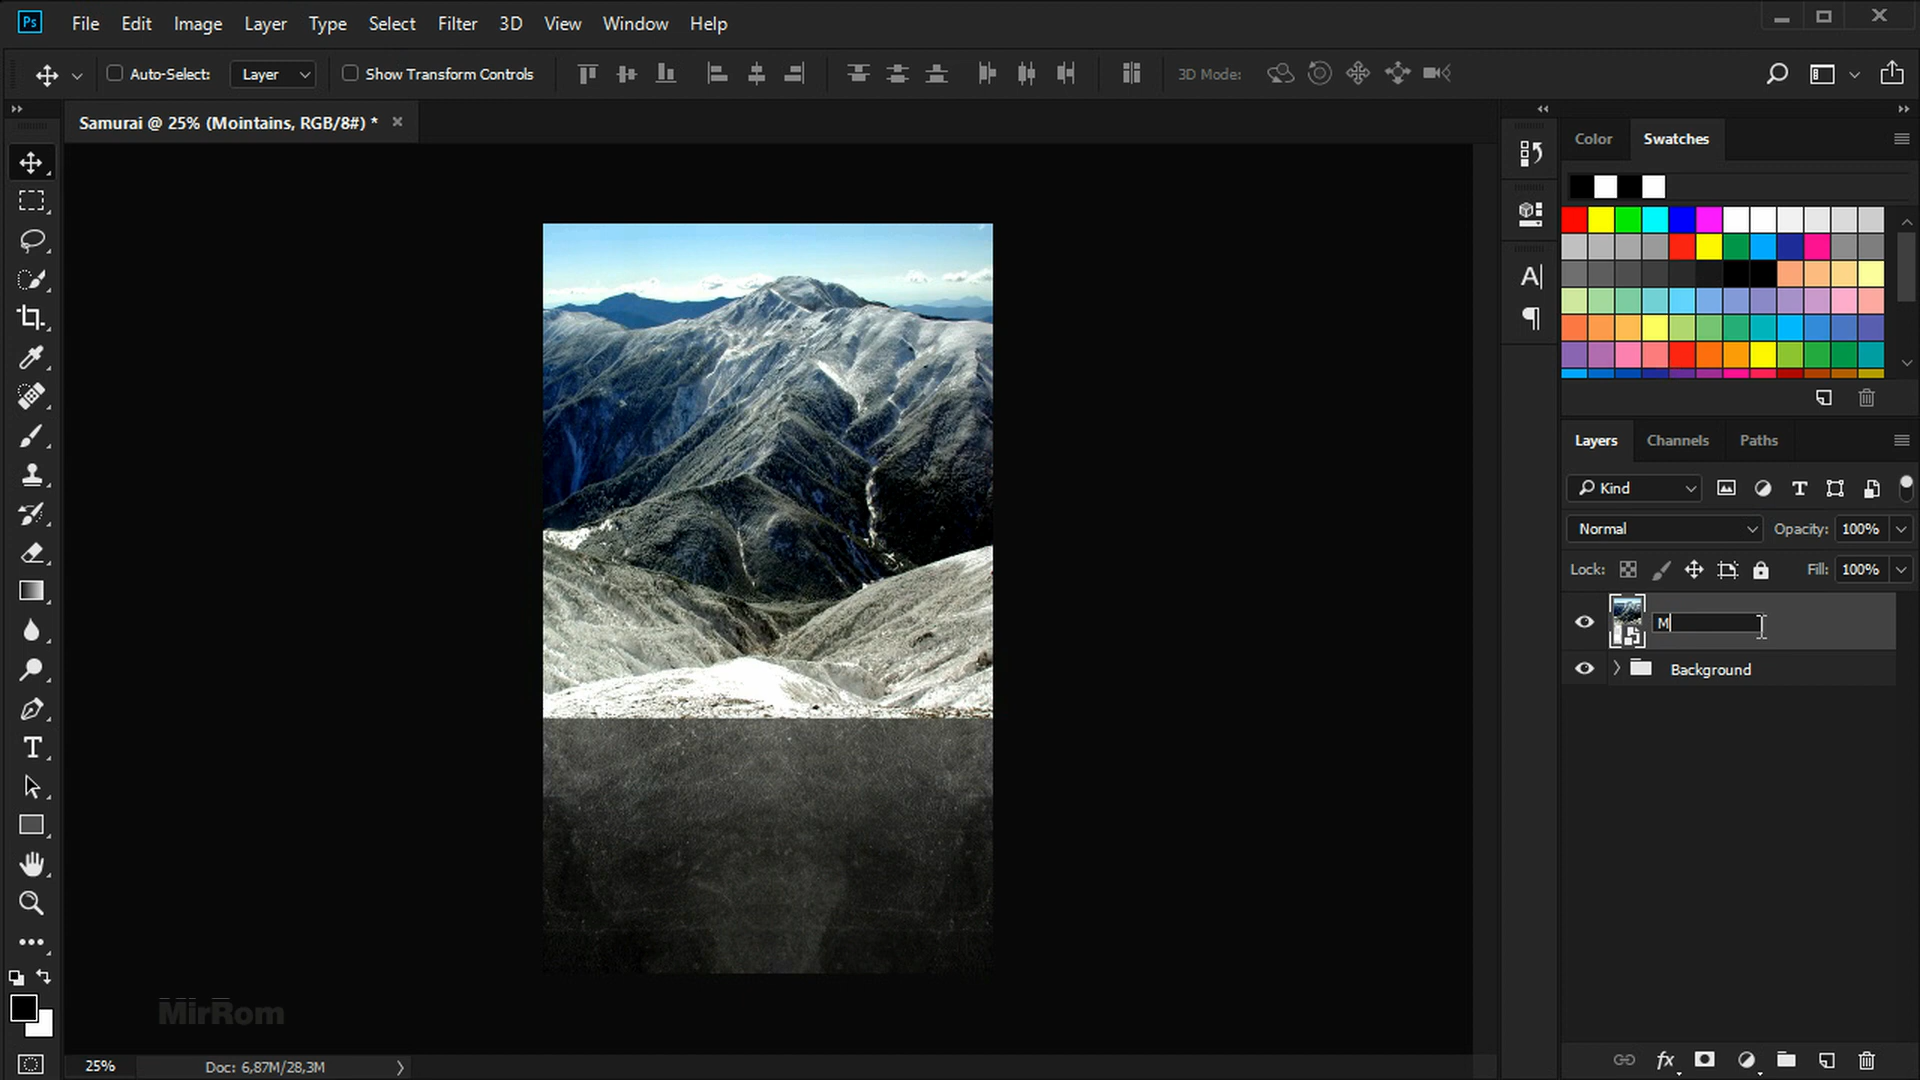 Ps File Edit Image Layer Type Select Filter 3D View Window Help
Auto-Select: Layer Show Transform Controls 3D Mode:
Samurai @ 25% (Mointains, RGB/8#) * ×
Color Swatches
Layers Channels Paths
Kind
Normal Opacity: 100%
Lock: Fill: 100%
M
Background
MirRom
25% Doc: 6,87M/28,3M
fx